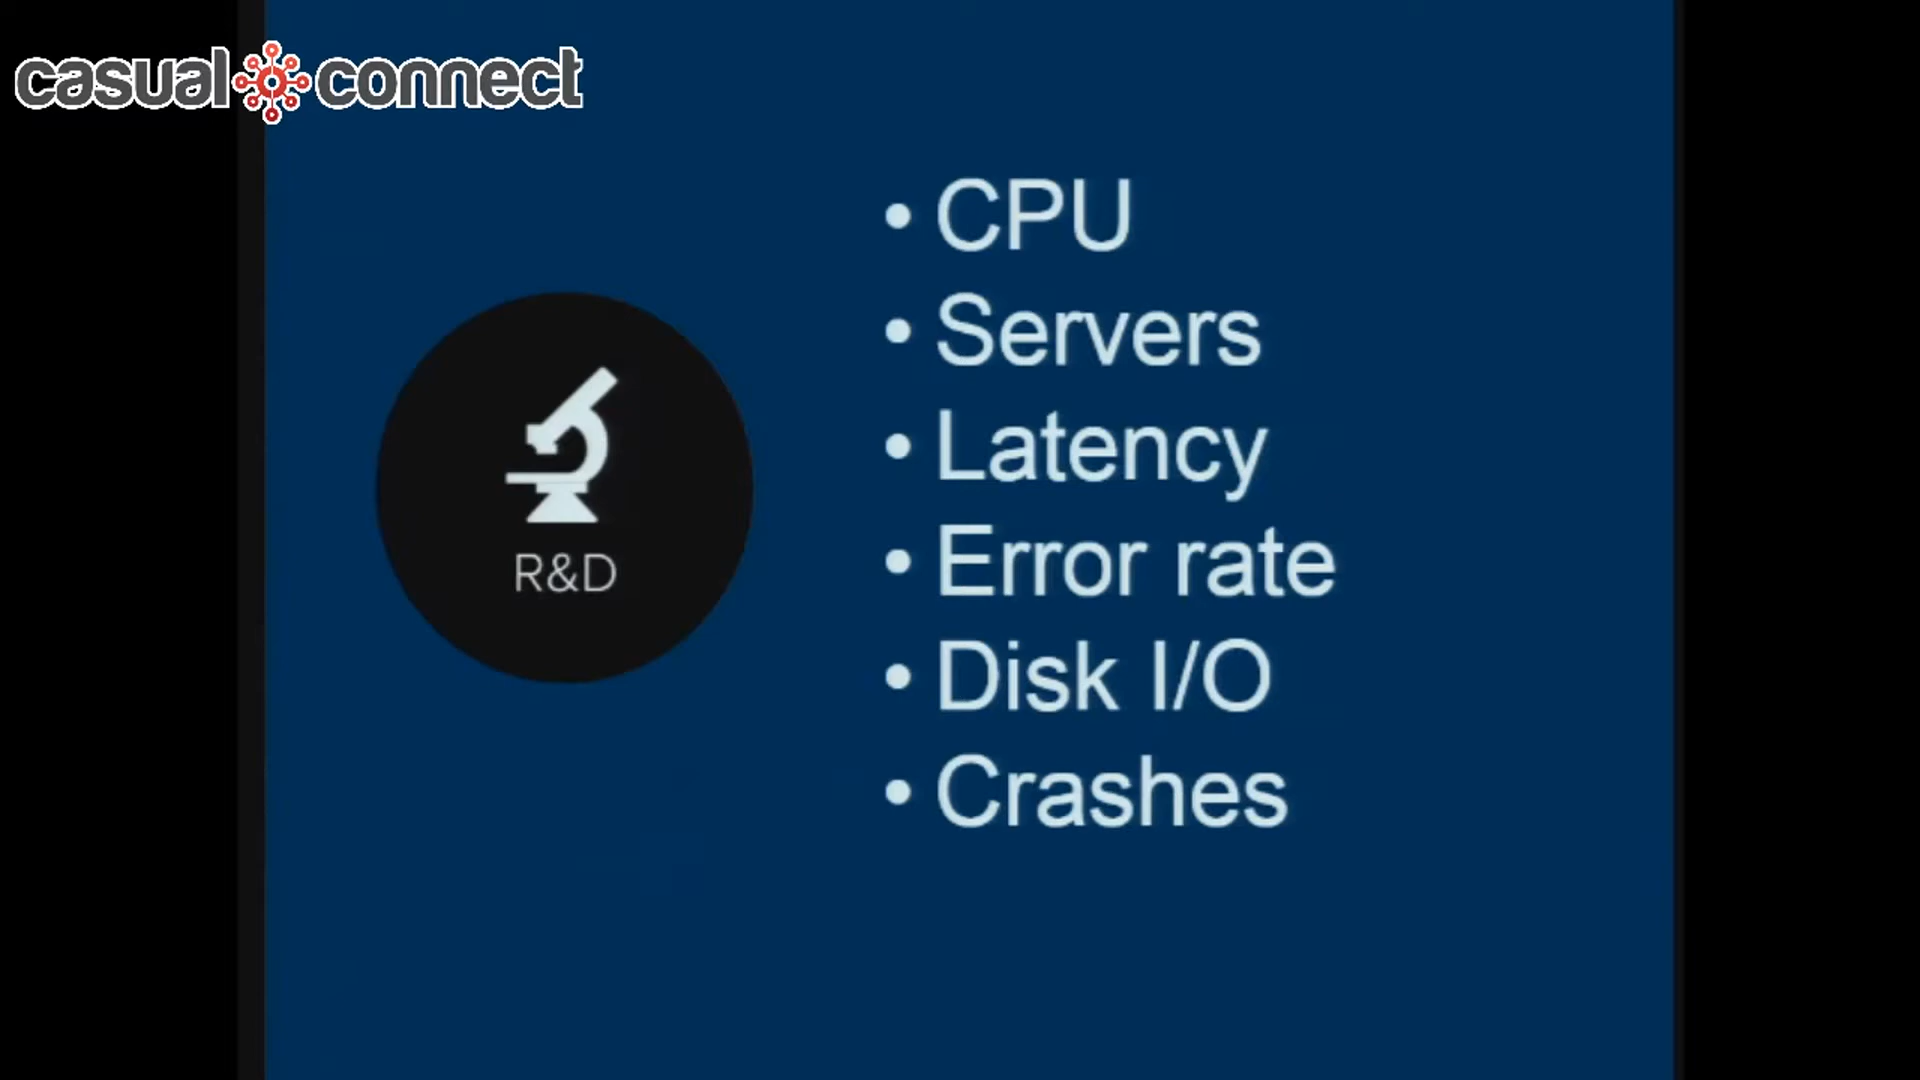 casual connect
• CPU
• Servers
• Latency
• Error rate
• Disk I/O
• Crashes
R&D